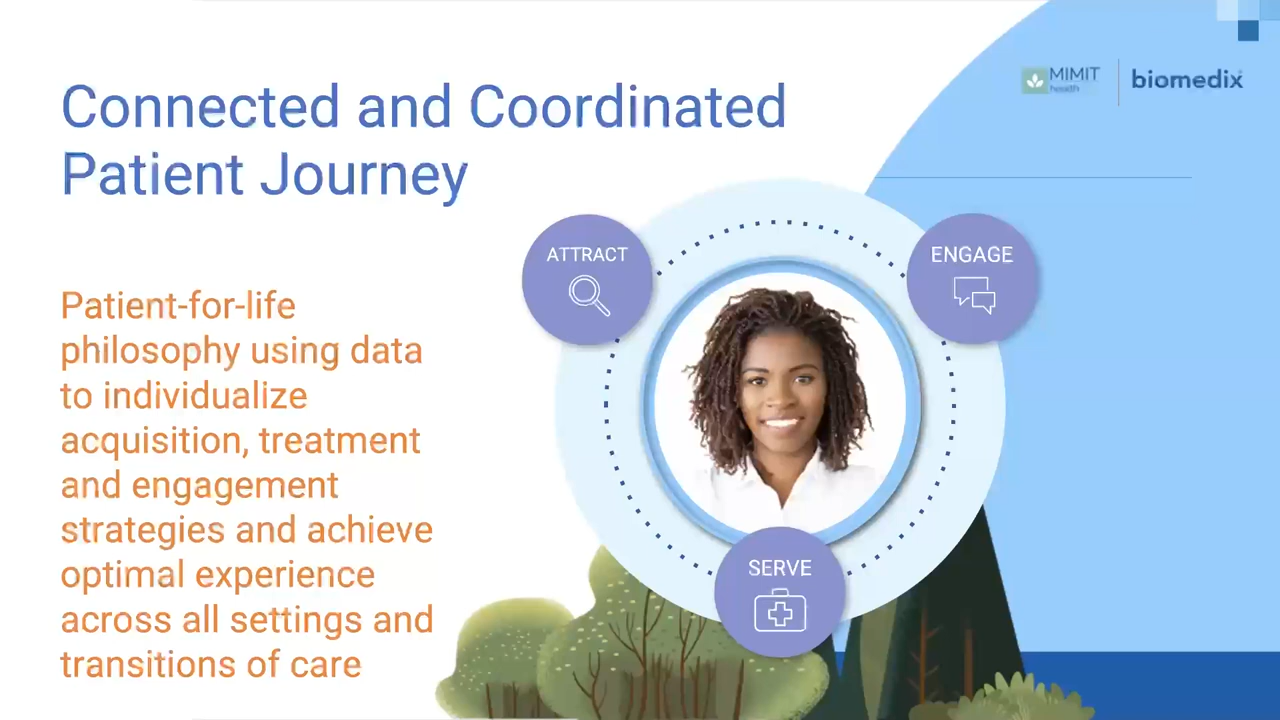 Connected and Coordinated
Patient Journey
MIMIT
health
biomedix
ATTRACT
ENGAGE
SERVE
Patient-for-life
philosophy using data
to individualize
acquisition, treatment
and engagement
strategies and achieve
optimal experience
across all settings and
transitions of care